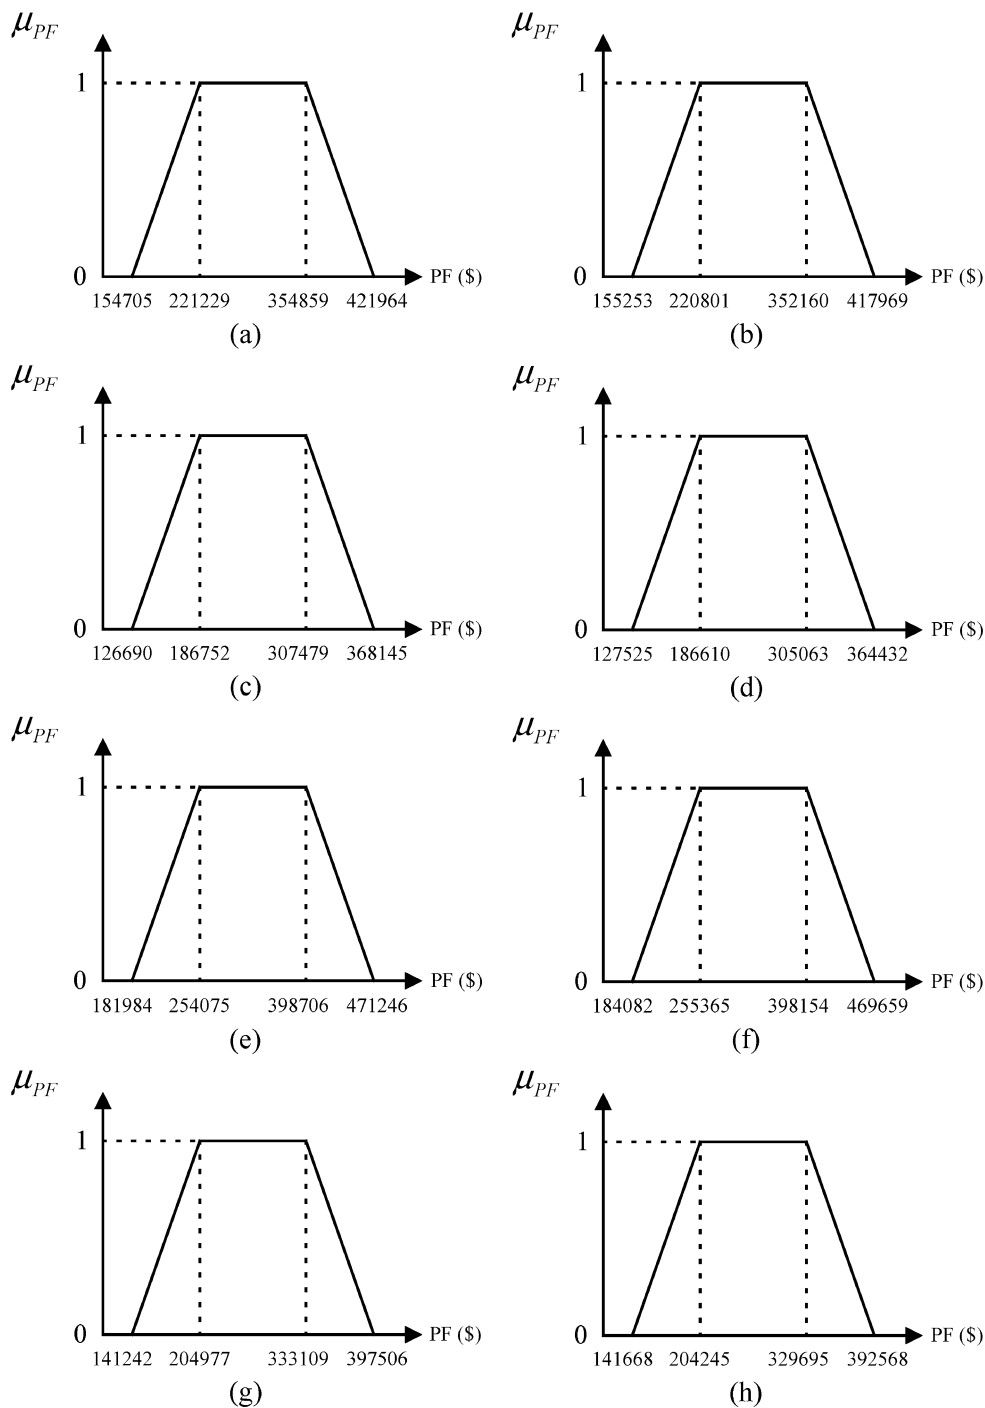 μPF μPF
1 1
0 PF ($) 0 PF ($)
154705 221229 354859 421964 155253 220801 352160 417969
(a) (b)
μPF μPF
1 1
0 PF ($) 0 PF ($)
126690 186752 307479 368145 127525 186610 305063 364432
(c) (d)
μPF μPF
1 1
0 PF ($) 0 PF ($)
181984 254075 398706 471246 184082 255365 398154 469659
(e) (f)
μPF μPF
1 1
0 PF ($) 0 PF ($)
141242 204977 333109 397506 141668 204245 329695 392568
(g) (h)